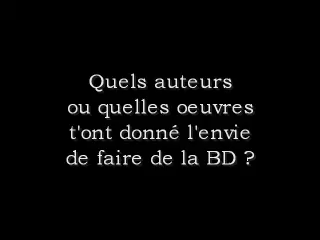 Quels auteurs
ou quelles oeuvres
t'ont donné l'envie
de faire de la BD ?